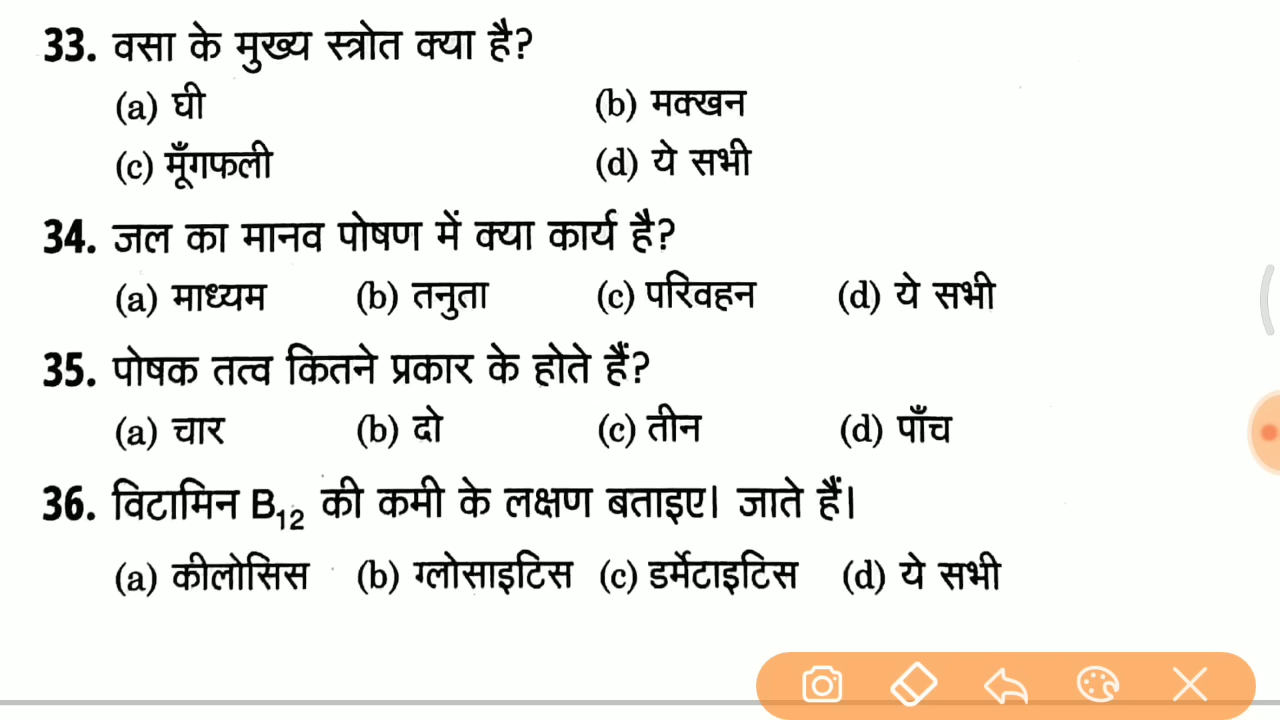 33. वसा के मुख्य स्त्रोत क्या है?
(a) घी (b) मक्खन
(c) मूँगफली (d) ये सभी
34. जल का मानव पोषण में क्या कार्य है?
(a) माध्यम (b) तनुता (c) परिवहन (d) ये सभी
35. पोषक तत्व कितने प्रकार के होते हैं?
(a) चार (b) दो (c) तीन (d) पाँच
36. विटामिन B₁₂ की कमी के लक्षण बताइए। जाते हैं।
(a) कीलोसिस (b) ग्लोसाइटिस (c) डर्मेटाइटिस (d) ये सभी